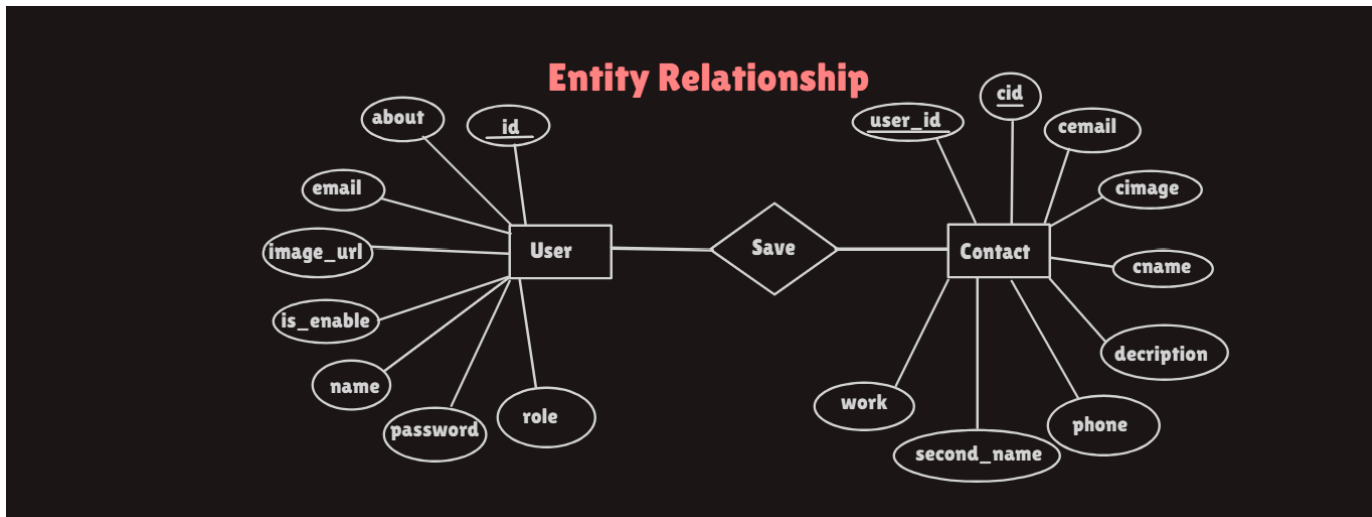 Entity Relationship
about
id
email
image_url
is_enable
name
password
role
User
Save
Contact
user_id
cid
cemail
cimage
cname
decription
phone
second_name
work